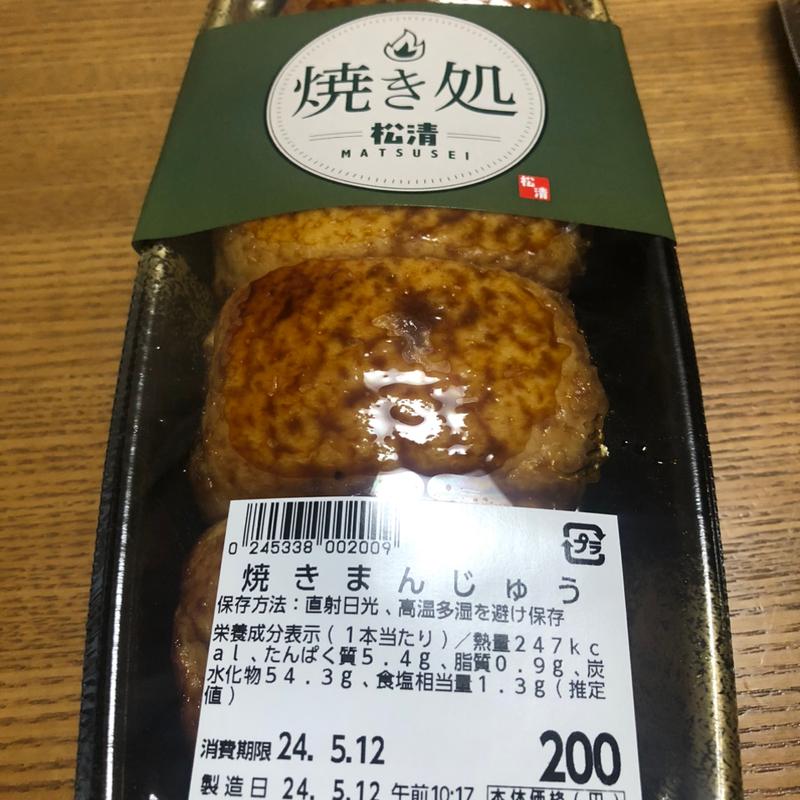 焼き処
松清
MATSUSEI
松
清
0 245338 002009
プラ
焼きまんじゅう
保存方法：直射日光、高温多湿を避け保存
栄養成分表示(1本当たり)／熱量247kc
al、たんぱく質5.4g、脂質0.9g、炭
水化物54.3g、食塩相当量1.3g(推定
値)
消費期限 24. 5.12
200
製造日 24. 5.12 午前10:17 本体価格(円)